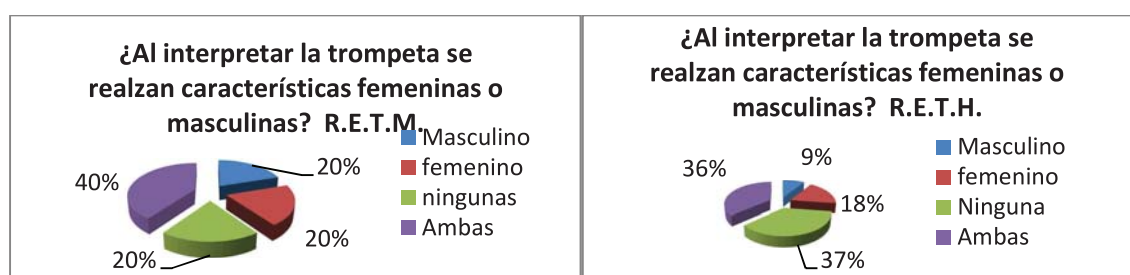 ¿Al interpretar la trompeta se
realzan características femeninas o
masculinas?  R.E.T.M.
Masculino
femenino
ningunas
Ambas
20%
20%
20%
40%
¿Al interpretar la trompeta se
realzan características femeninas o
masculinas?  R.E.T.H.
Masculino
femenino
Ninguna
Ambas
9%
18%
37%
36%